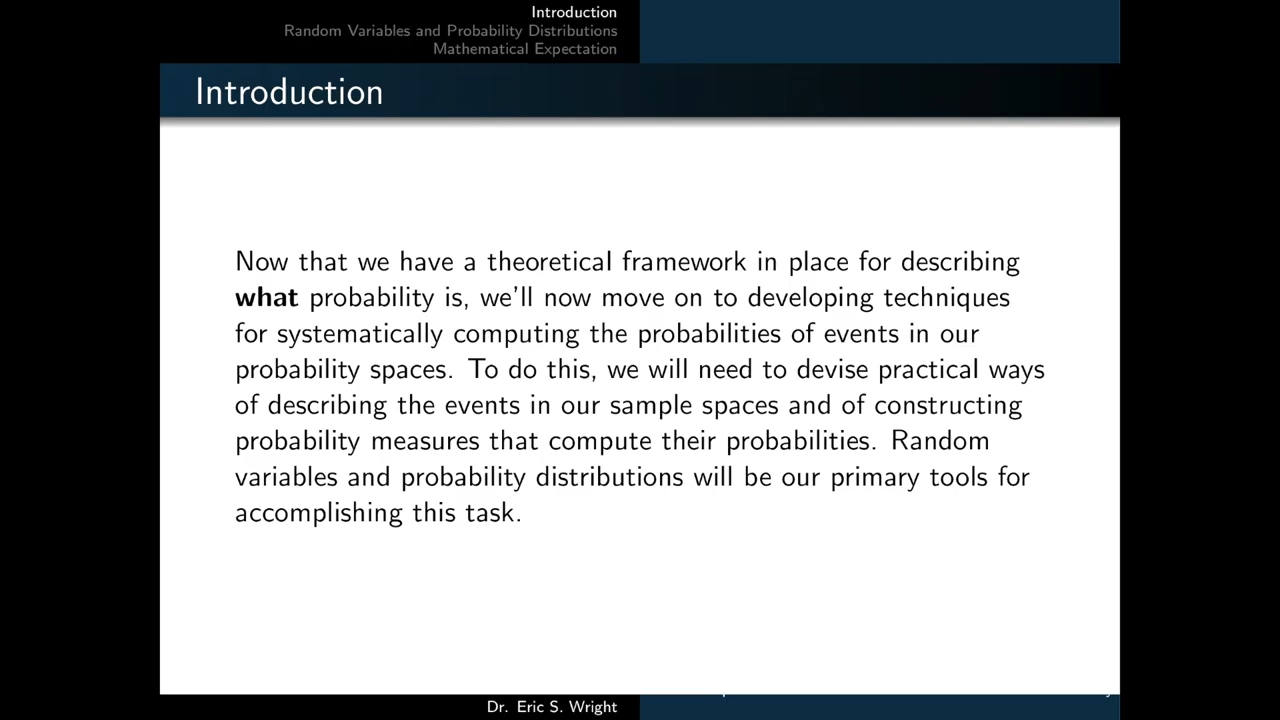 Introduction
Random Variables and Probability Distributions
Mathematical Expectation
Introduction
Now that we have a theoretical framework in place for describing
what probability is, we'll now move on to developing techniques
for systematically computing the probabilities of events in our
probability spaces. To do this, we will need to devise practical ways
of describing the events in our sample spaces and of constructing
probability measures that compute their probabilities. Random
variables and probability distributions will be our primary tools for
accomplishing this task.
Dr. Eric S. Wright